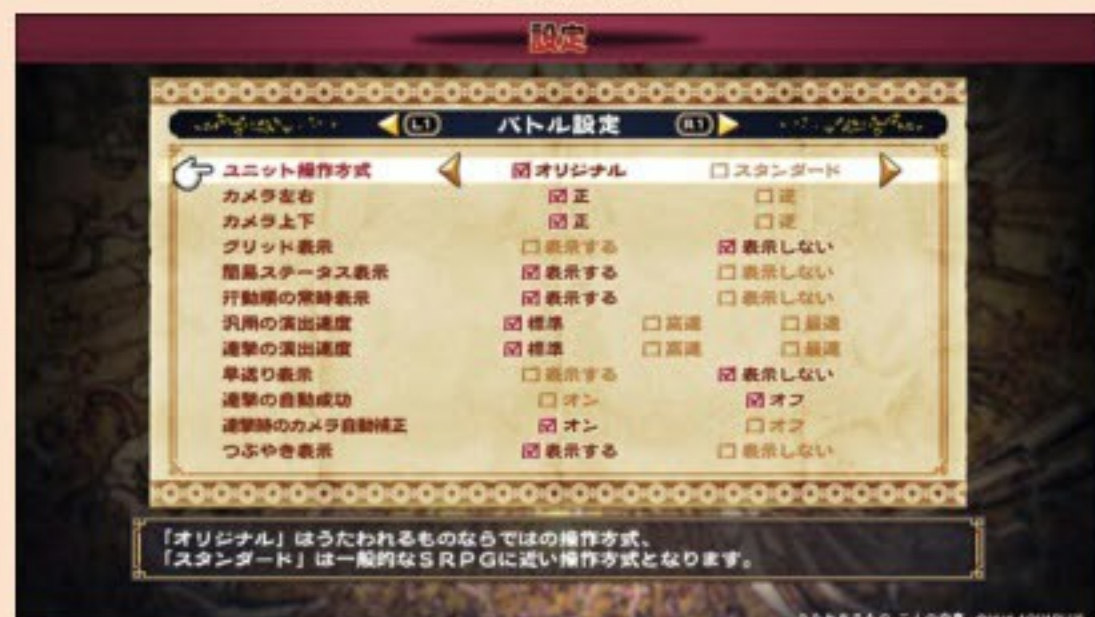 設定
L1 バトル設定 R1
ユニット操作方式 オリジナル スタンダード
カメラ左右 正 逆
カメラ上下 正 逆
グリッド表示 表示する 表示しない
簡易ステータス表示 表示する 表示しない
行動順の常時表示 表示する 表示しない
汎用の演出速度 標準 高速 最速
連撃の演出速度 標準 高速 最速
早送り表示 表示する 表示しない
連撃の自動成功 オン オフ
連撃時のカメラ自動補正 オン オフ
つぶやき表示 表示する 表示しない
「オリジナル」はうたわれるものならではの操作方式、
「スタンダード」は一般的なSRPGに近い操作方式となります。